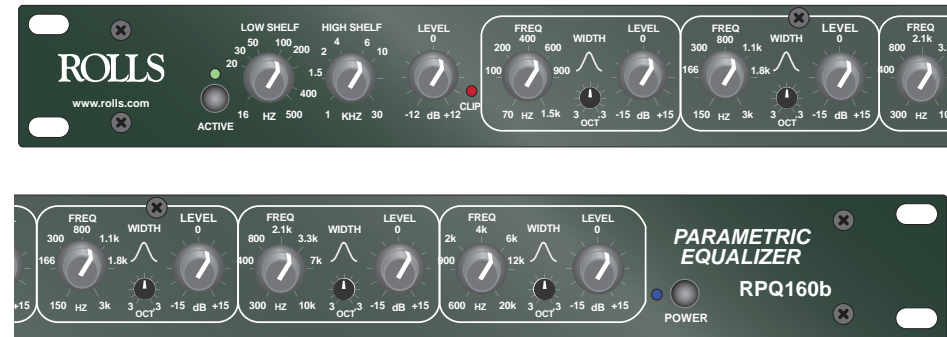 LOW SHELF HIGH SHELF LEVEL FREQ WIDTH LEVEL FREQ WIDTH LEVEL FREQ
50 100 4 6 0 400 0 800 0 2.1k
30 200 2 10 200 600 300 1.1k 800
20 1.5 100 900 166 1.8k 400
ROLLS
400
www.rolls.com
CLIP
16 HZ 500 1 KHZ 30 -12 dB +12 70 HZ 1.5k 3 .3 -15 dB +15 150 HZ 3k 3 .3 -15 dB +15 300 HZ
ACTIVE OCT OCT
FREQ WIDTH LEVEL FREQ WIDTH LEVEL FREQ WIDTH LEVEL
800 0 2.1k 0 4k 0
300 1.1k 800 3.3k 2k 6k
166 1.8k 400 7k 900 12k
PARAMETRIC
EQUALIZER
RPQ160b
+15 150 HZ 3k 3 .3 -15 dB +15 300 HZ 10k 3 .3 -15 dB +15 600 HZ 20k 3 .3 -15 dB +15
OCT OCT OCT
POWER